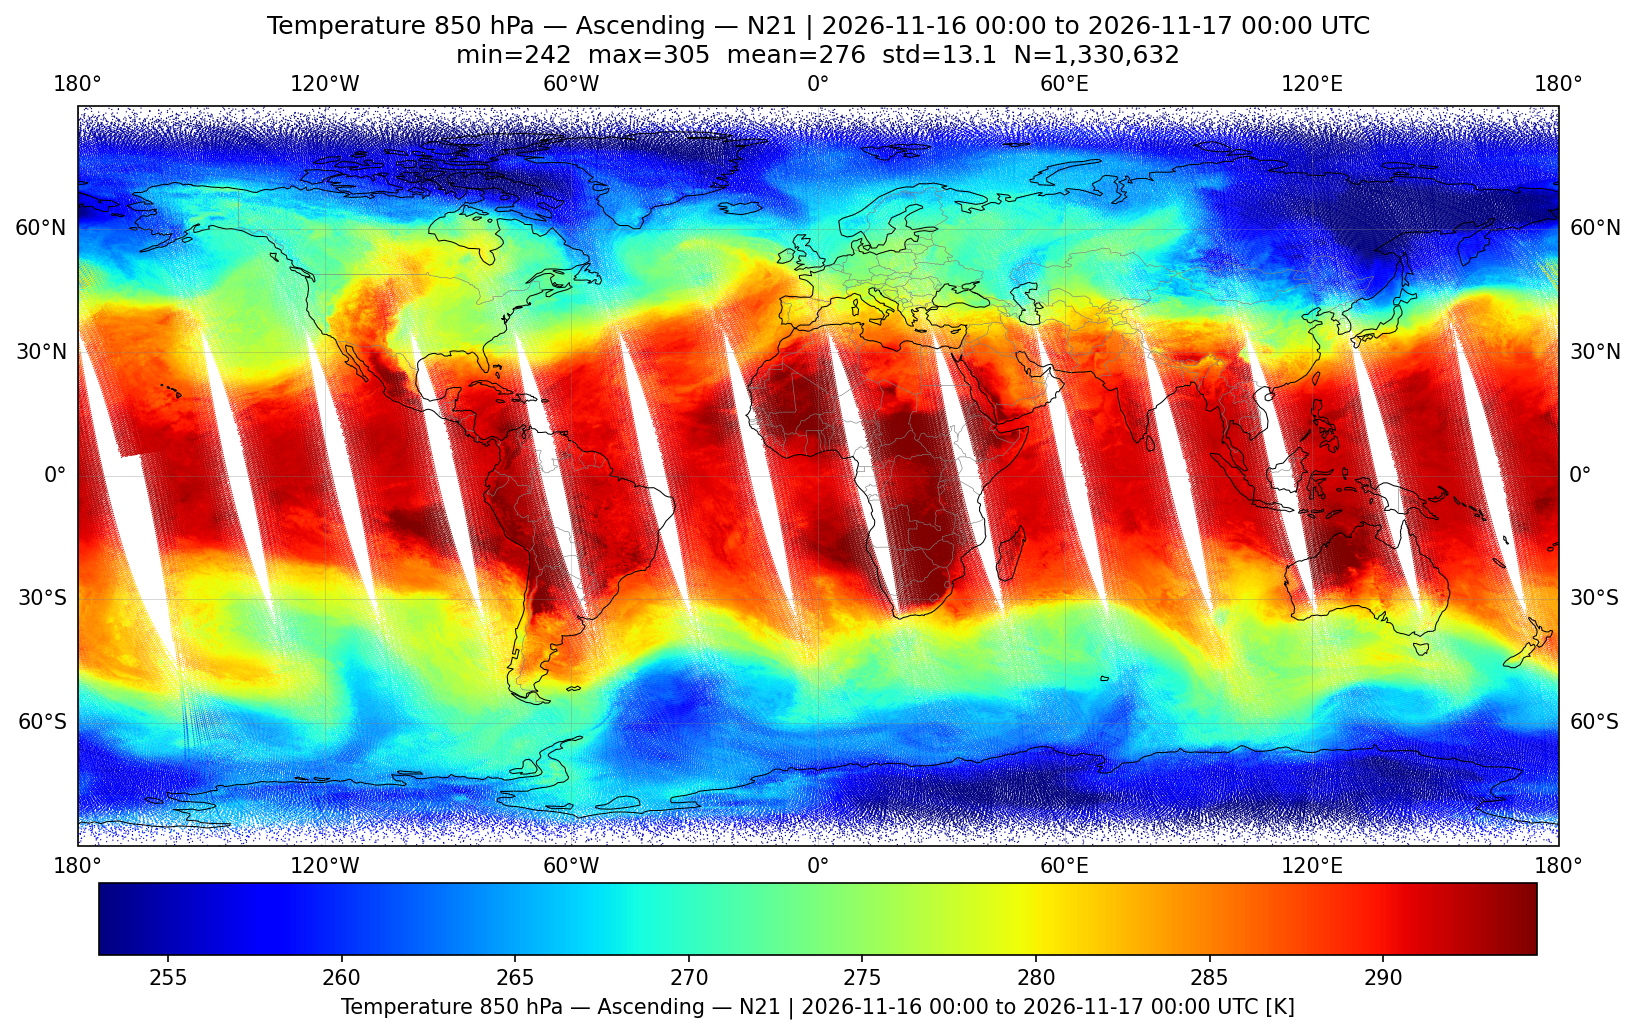 Temperature 850 hPa — Ascending — N21 | 2026-11-16 00:00 to 2026-11-17 00:00 UTC
min=242  max=305  mean=276  std=13.1  N=1,330,632
180° 120°W 60°W 0° 60°E 120°E 180°
60°N 60°N
30°N 30°N
0° 0°
30°S 30°S
60°S 60°S
180° 120°W 60°W 0° 60°E 120°E 180°
255 260 265 270 275 280 285 290
Temperature 850 hPa — Ascending — N21 | 2026-11-16 00:00 to 2026-11-17 00:00 UTC [K]